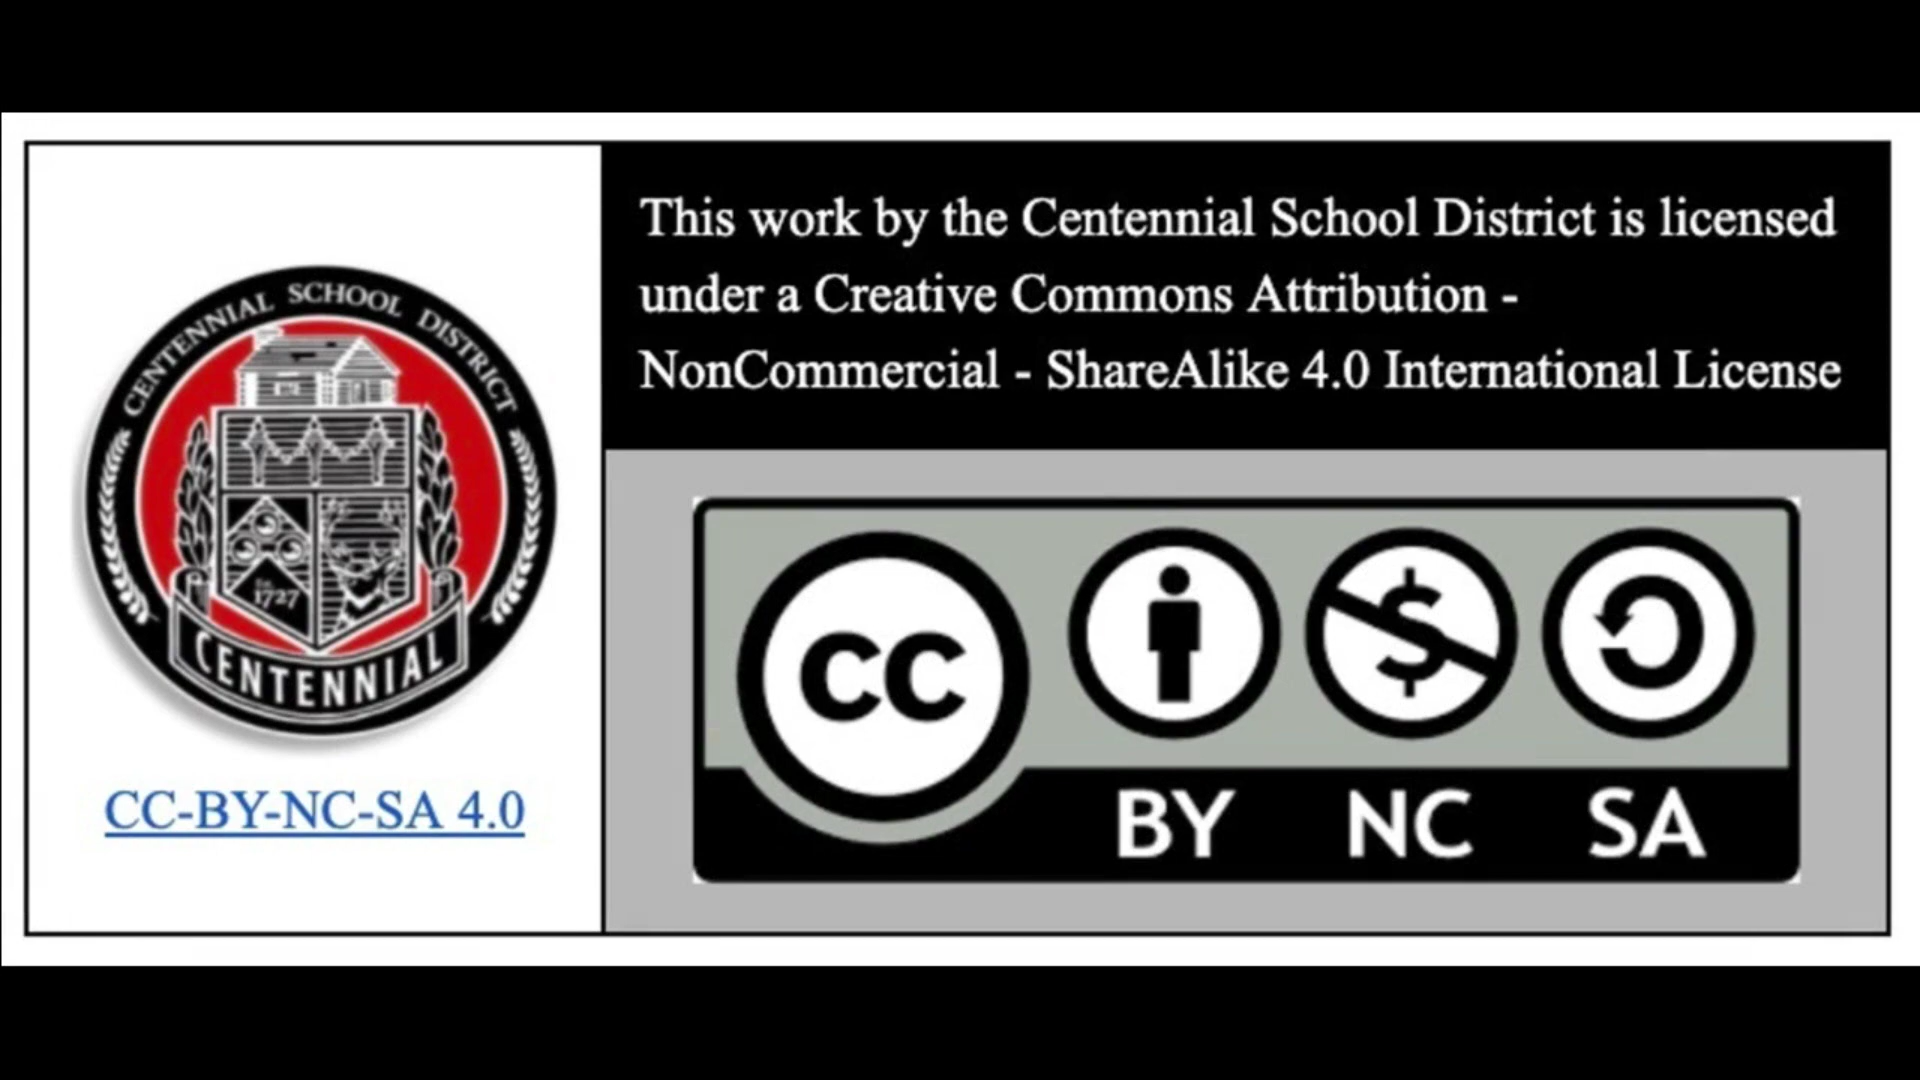 CENTENNIAL SCHOOL DISTRICT
Est.
1727
CENTENNIAL
CC-BY-NC-SA 4.0
This work by the Centennial School District is licensed
under a Creative Commons Attribution -
NonCommercial - ShareAlike 4.0 International License
CC
BY NC SA